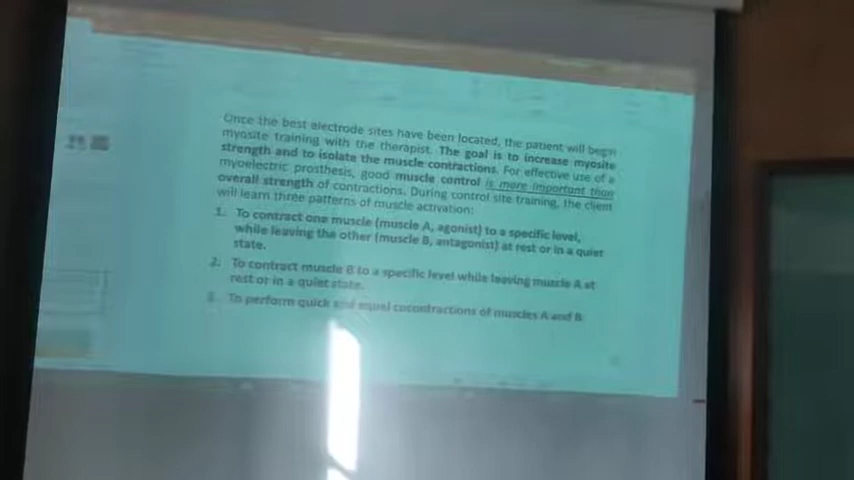 Once the best electrode sites have been located, the patient will begin
myosite training with the therapist. The goal is to increase myosite
strength and to isolate the muscle contractions. For effective use of a
myoelectric prosthesis, good muscle control is more important than
overall strength of contractions. During control site training, the client
will learn three patterns of muscle activation:
1. To contract one muscle (muscle A, agonist) to a specific level,
while leaving the other (muscle B, antagonist) at rest or in a quiet
state.
2. To contract muscle B to a specific level while leaving muscle A at
rest or in a quiet state.
3. To perform quick and equal cocontractions of muscles A and B.